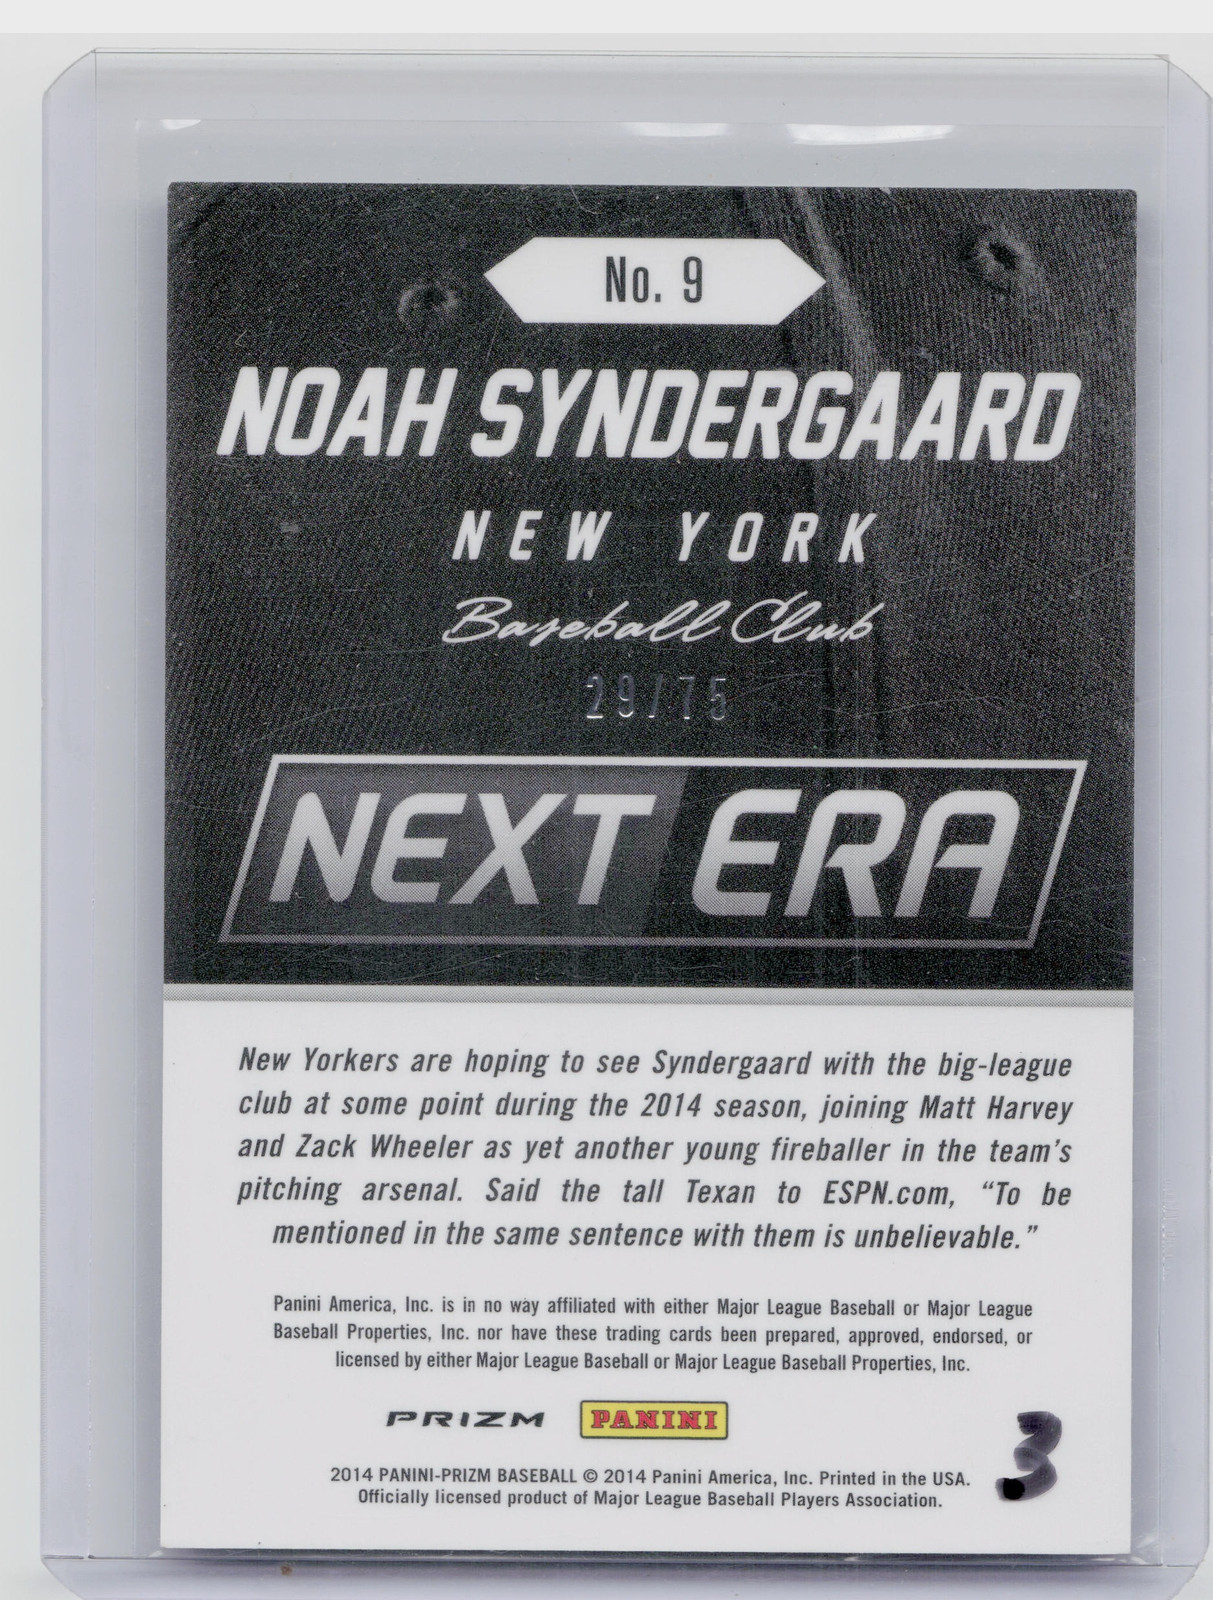 No. 9
NOAH SYNDERGAARD
NEW YORK
Baseball Club
29/75
NEXT ERA
New Yorkers are hoping to see Syndergaard with the big-league
club at some point during the 2014 season, joining Matt Harvey
and Zack Wheeler as yet another young fireballer in the team's
pitching arsenal. Said the tall Texan to ESPN.com, “To be
mentioned in the same sentence with them is unbelievable.”
Panini America, Inc. is in no way affiliated with either Major League Baseball or Major League
Baseball Properties, Inc. nor have these trading cards been prepared, approved, endorsed, or
licensed by either Major League Baseball or Major League Baseball Properties, Inc.
PRIZM PANINI
3
2014 PANINI-PRIZM BASEBALL © 2014 Panini America, Inc. Printed in the USA.
Officially licensed product of Major League Baseball Players Association.